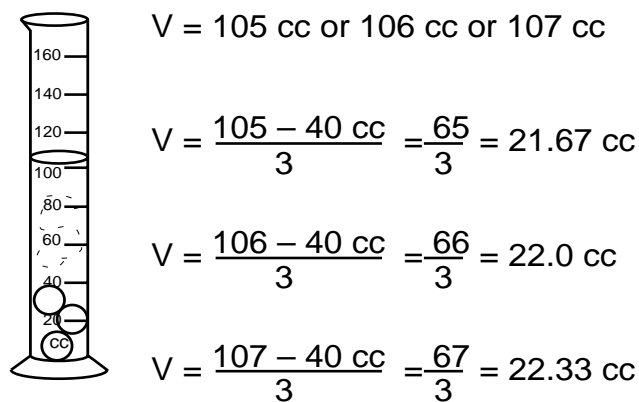 V = 105 cc or 106 cc or 107 cc
160
140
120
100
80
60
40
20
cc
V = 105 – 40 cc / 3 = 65 / 3 = 21.67 cc
V = 106 – 40 cc / 3 = 66 / 3 = 22.0 cc
V = 107 – 40 cc / 3 = 67 / 3 = 22.33 cc